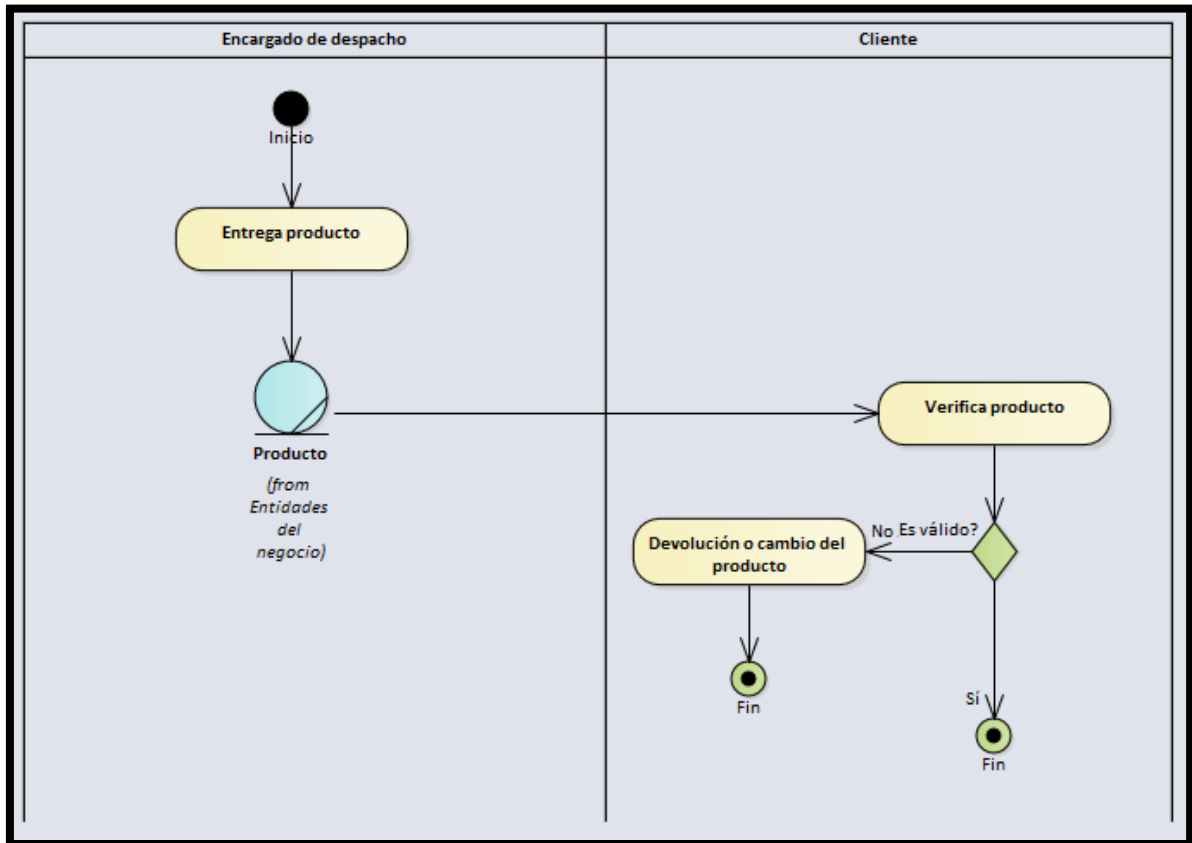 Encargado de despacho
Cliente
Inicio
Entrega producto
Producto
(from
Entidades
del
negocio)
Verifica producto
No
Es válido?
Devolución o cambio del
producto
Fin
Sí
Fin